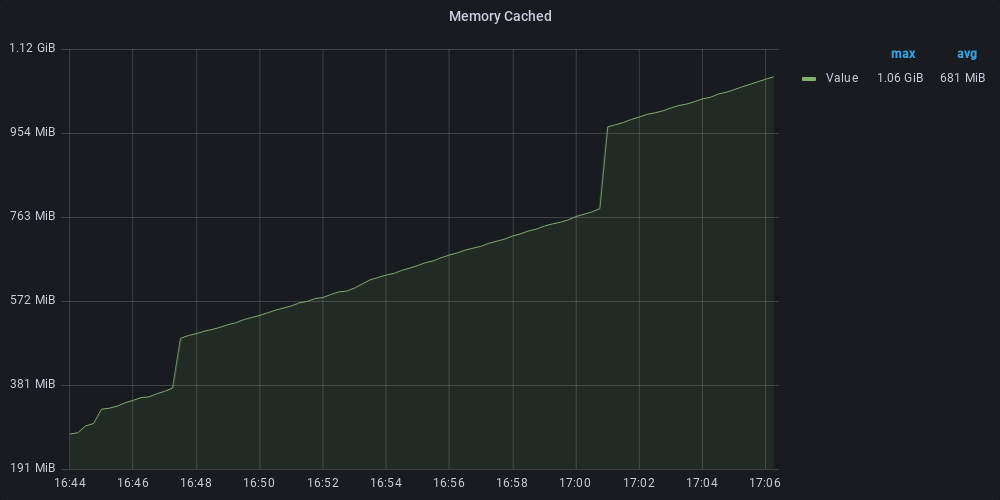 Memory Cached
1.12 GiB
954 MiB
763 MiB
572 MiB
381 MiB
191 MiB
16:44 16:46 16:48 16:50 16:52 16:54 16:56 16:58 17:00 17:02 17:04 17:06
max avg
Value 1.06 GiB 681 MiB